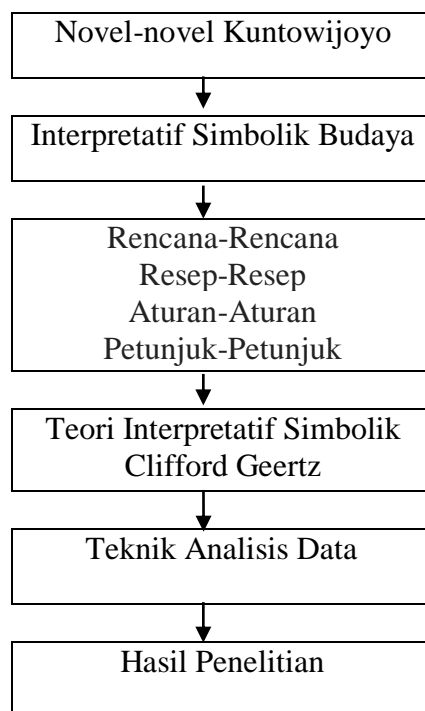 Novel-novel Kuntowijoyo
Interpretatif Simbolik Budaya
Rencana-Rencana
Resep-Resep
Aturan-Aturan
Petunjuk-Petunjuk
Teori Interpretatif Simbolik
Clifford Geertz
Teknik Analisis Data
Hasil Penelitian